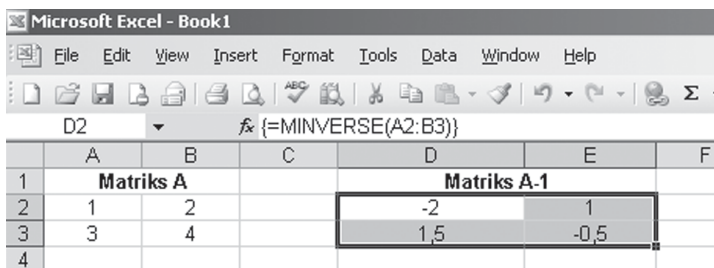 Microsoft Excel - Book1
File Edit View Insert Format Tools Data Window Help
ABC Σ
D2 fx {=MINVERSE(A2:B3)}
A B C D E F
1 Matriks A Matriks A-1
2 1 2 -2 1
3 3 4 1,5 -0,5
4